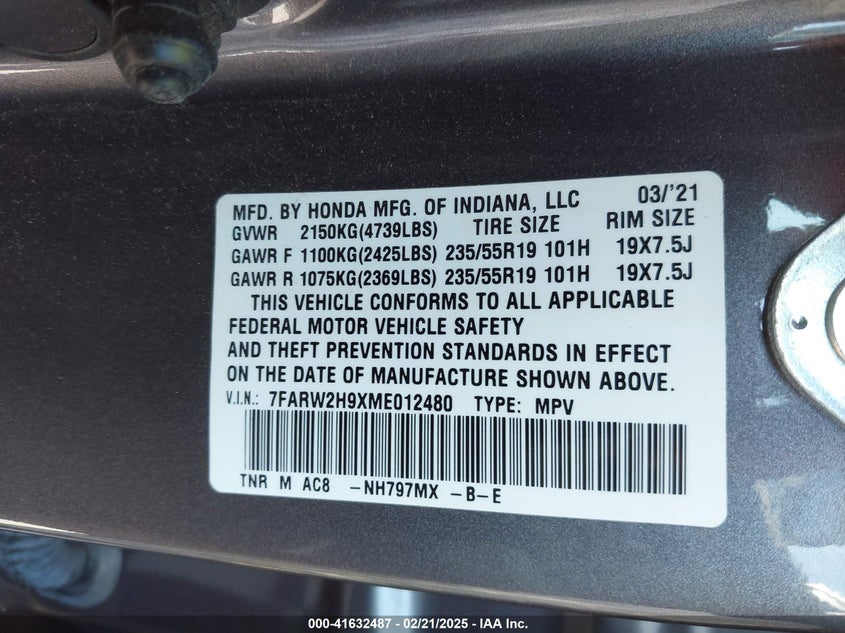 MFD. BY HONDA MFG. OF INDIANA, LLC 03/'21
GVWR 2150KG(4739LBS) TIRE SIZE RIM SIZE
GAWR F 1100KG(2425LBS) 235/55R19 101H 19X7.5J
GAWR R 1075KG(2369LBS) 235/55R19 101H 19X7.5J
THIS VEHICLE CONFORMS TO ALL APPLICABLE
FEDERAL MOTOR VEHICLE SAFETY
AND THEFT PREVENTION STANDARDS IN EFFECT
ON THE DATE OF MANUFACTURE SHOWN ABOVE.
V.I.N.: 7FARW2H9XME012480 TYPE: MPV
TNR M AC8 -NH797MX -B-E
000-41632487 - 02/21/2025 - IAA Inc.